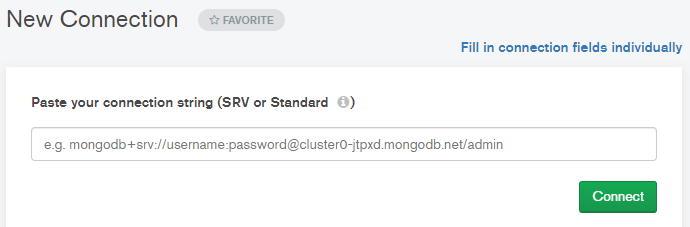 New Connection
☆ FAVORITE
Fill in connection fields individually
Paste your connection string (SRV or Standard i)
e.g. mongodb+srv://username:password@cluster0-jtpxd.mongodb.net/admin
Connect